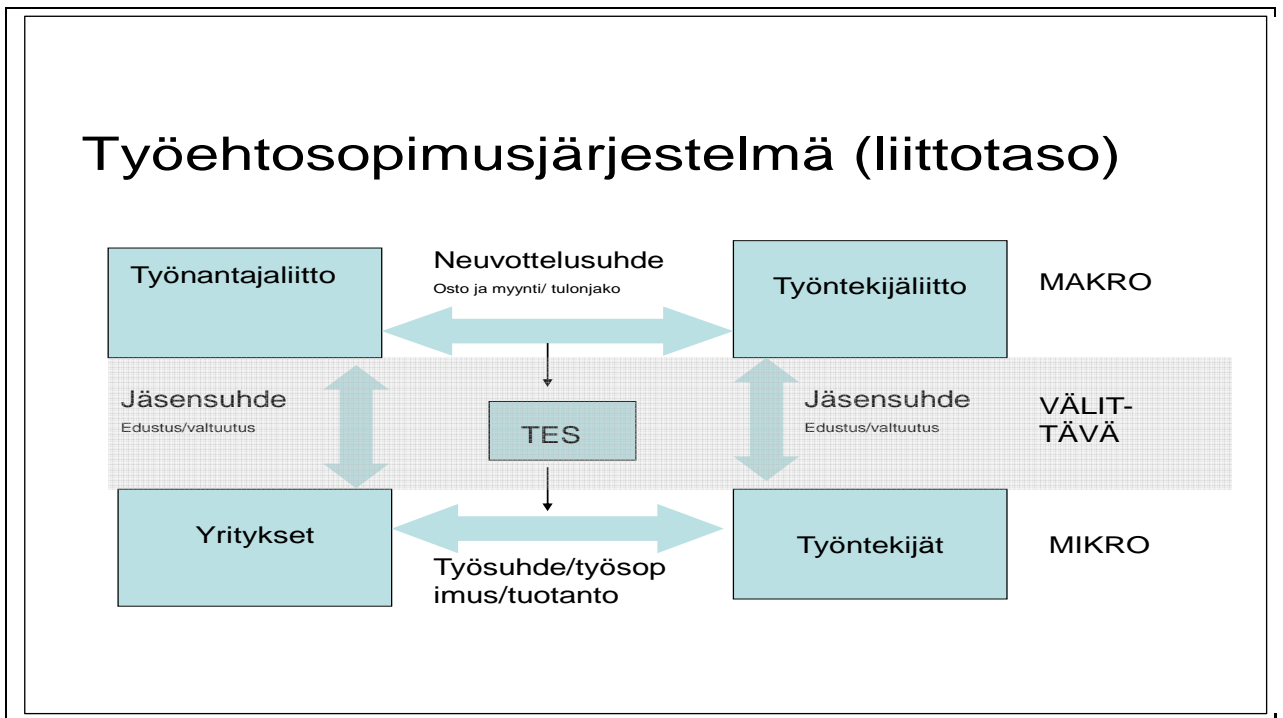 Työehtosopimusjärjestelmä (liittotaso)
Työnantajaliitto
Neuvottelusuhde
Osto ja myynti/ tulonjako
Työntekijäliitto
MAKRO
Jäsensuhde
Edustus/valtuutus
TES
Jäsensuhde
Edustus/valtuutus
VÄLIT-
TÄVÄ
Yritykset
Työsuhde/työsop
imus/tuotanto
Työntekijät
MIKRO